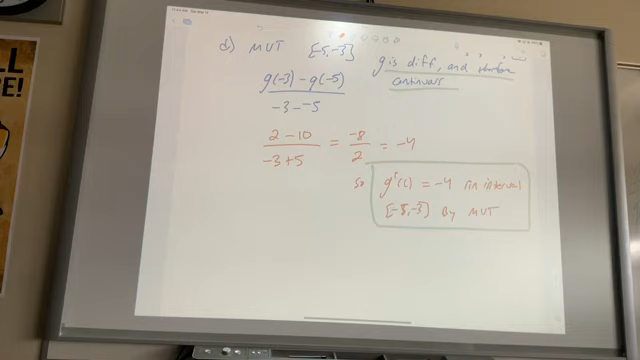 d) MVT [-5,-3]
g is diff, and therefore
continuous
g(-3) - g(-5)
-3 - -5
2 - 10
-3 + 5
= -8
2
= -4
so g'(c) = -4 in interval
[-5,-3] By MVT